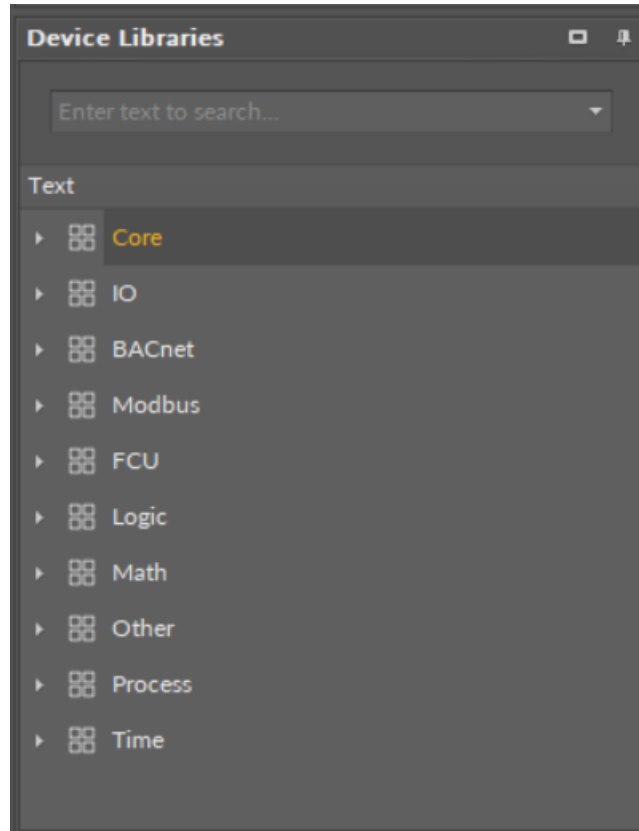 Device Libraries
Enter text to search...
Text
Core
IO
BACnet
Modbus
FCU
Logic
Math
Other
Process
Time